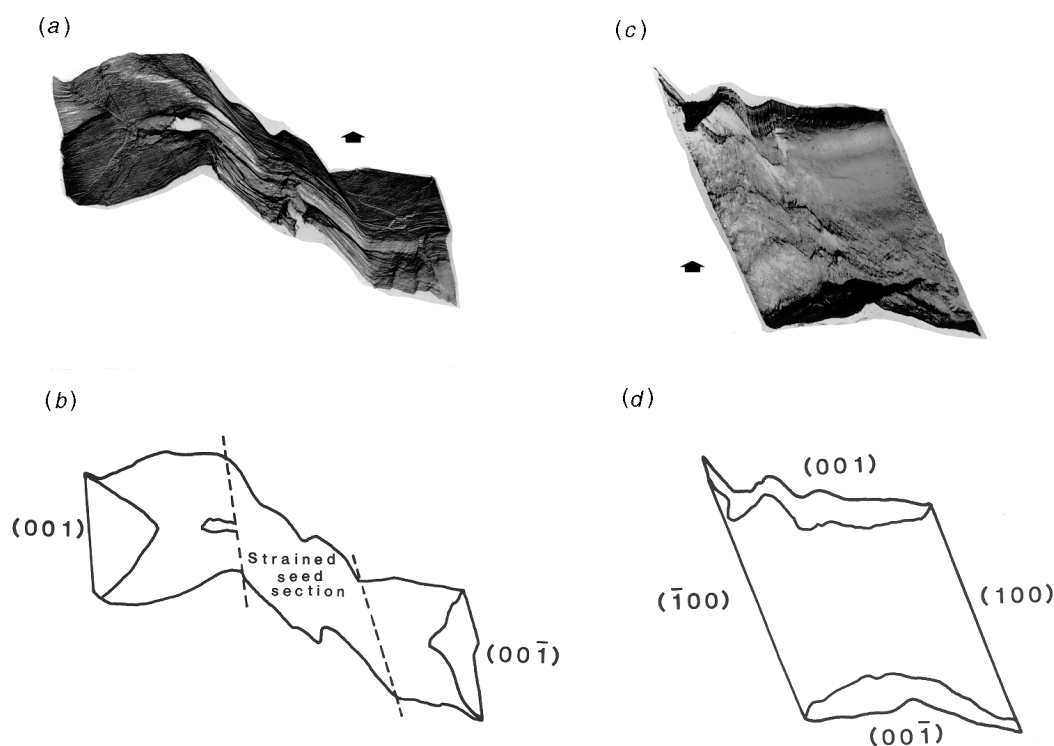 (a)
(c)
(b)
(d)
(001)
(001)
Strained
seed
section
(1̄00)
(100)
(001̄)
(001̄)